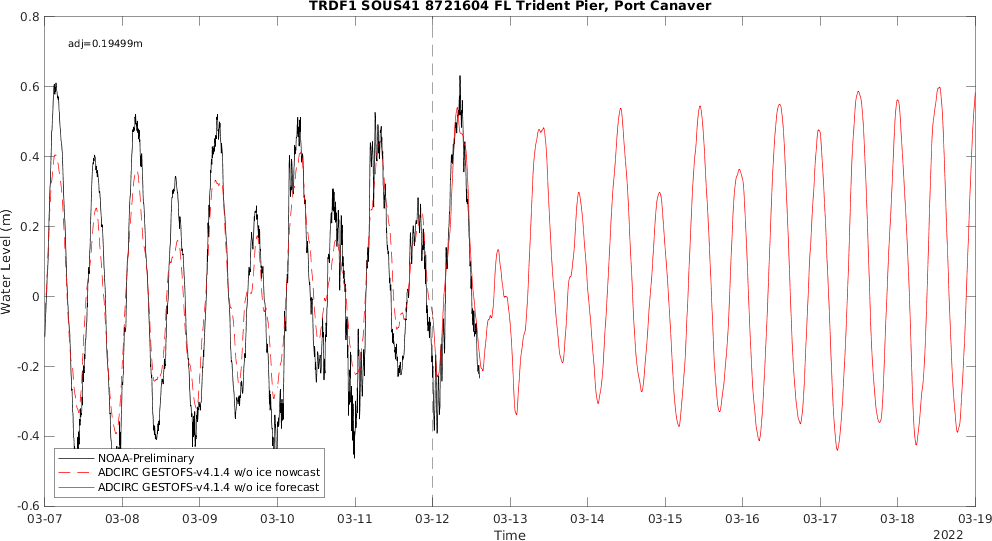 TRDF1 SOUS41 8721604 FL Trident Pier, Port Canaver
adj=0.19499m
Water Level (m)
0.8
0.6
0.4
0.2
0
-0.2
-0.4
-0.6
NOAA-Preliminary
ADCIRC GESTOFS-v4.1.4 w/o ice nowcast
ADCIRC GESTOFS-v4.1.4 w/o ice forecast
03-07 03-08 03-09 03-10 03-11 03-12 03-13 03-14 03-15 03-16 03-17 03-18 03-19
Time
2022